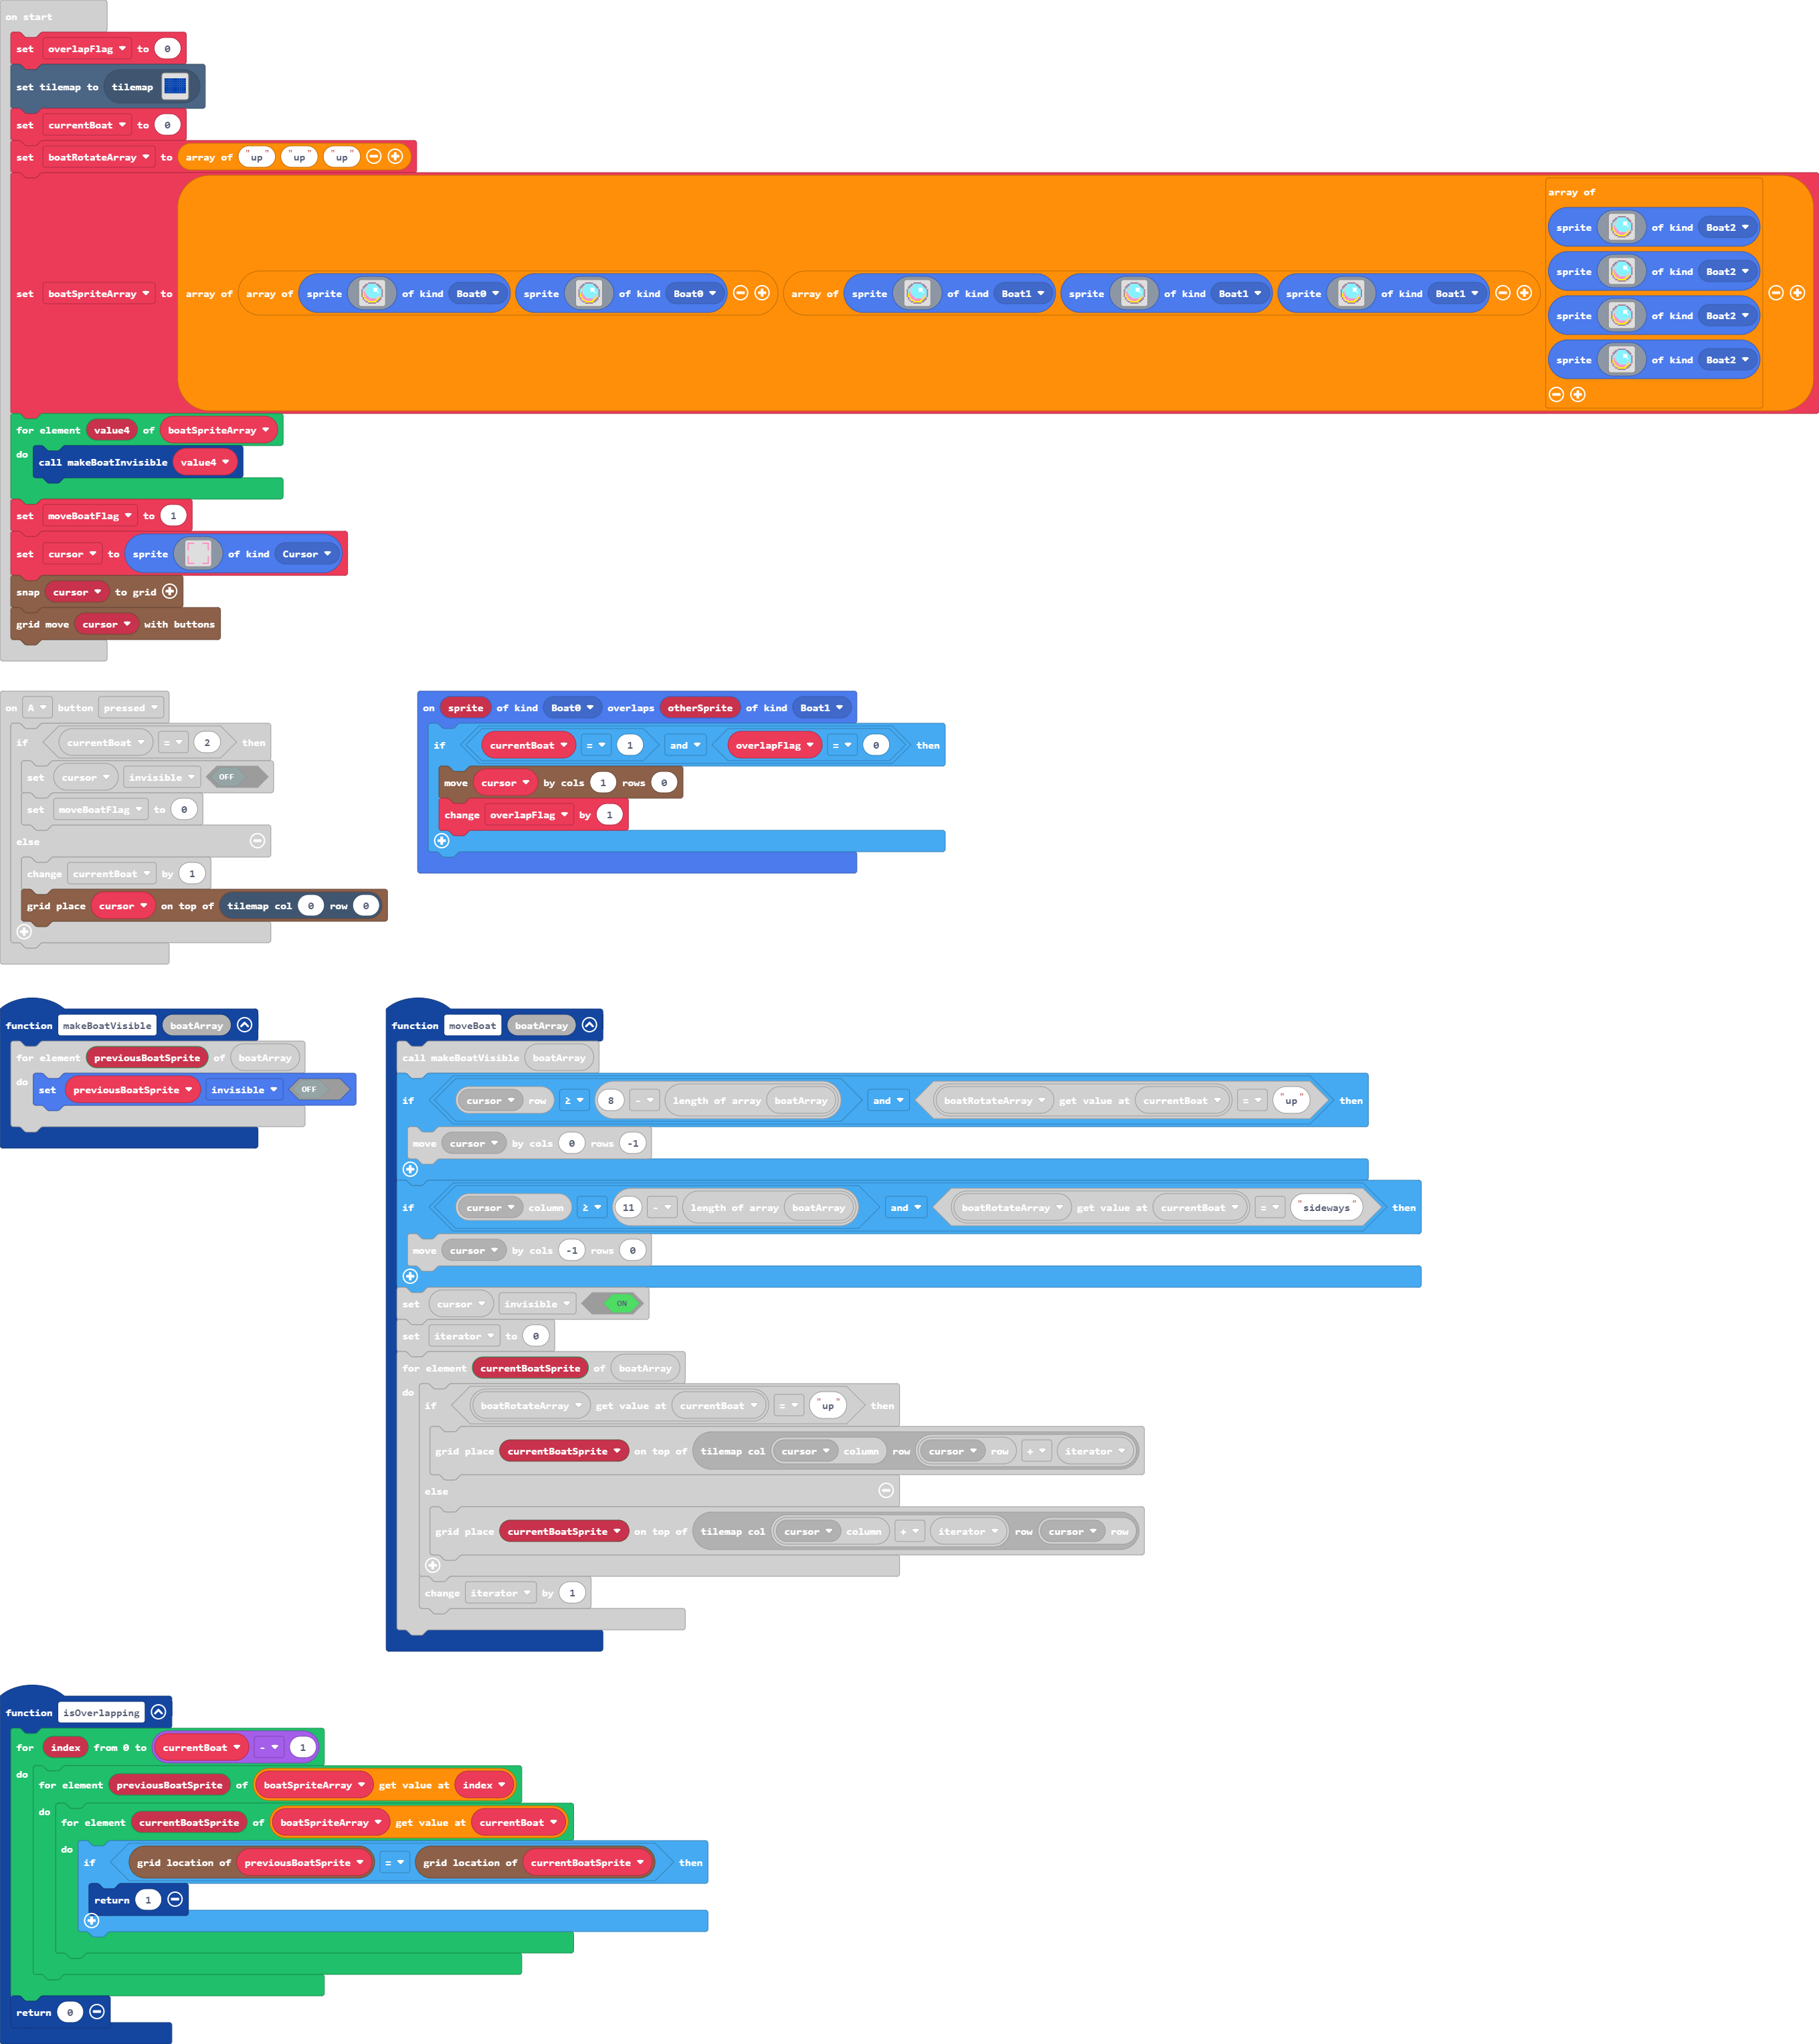 on start
set overlapFlag to 0
set tilemap to tilemap
set currentBoat to 0
set boatRotateArray to array of "up" "up" "up"
set boatSpriteArray to array of array of sprite of kind Boat0 sprite of kind Boat0 array of sprite of kind Boat1 sprite of kind Boat1 sprite of kind Boat1
array of
sprite of kind Boat2
sprite of kind Boat2
sprite of kind Boat2
sprite of kind Boat2
for element value4 of boatSpriteArray
do
call makeBoatInvisible value4
set moveBoatFlag to 1
set cursor to sprite of kind Cursor
snap cursor to grid
grid move cursor with buttons
on A button pressed
if currentBoat = 2 then
set cursor invisible OFF
set moveBoatFlag to 0
else
change currentBoat by 1
grid place cursor on top of tilemap col 0 row 0
on sprite of kind Boat0 overlaps otherSprite of kind Boat1
if currentBoat = 1 and overlapFlag = 0 then
move cursor by cols 1 rows 0
change overlapFlag by 1
function makeBoatVisible boatArray
for element previousBoatSprite of boatArray
do
set previousBoatSprite invisible OFF
function moveBoat boatArray
call makeBoatVisible boatArray
if cursor row ≥ 8 - length of array boatArray and boatRotateArray get value at currentBoat = "up" then
move cursor by cols 0 rows -1
if cursor column ≥ 11 - length of array boatArray and boatRotateArray get value at currentBoat = "sideways" then
move cursor by cols -1 rows 0
set cursor invisible ON
set iterator to 0
for element currentBoatSprite of boatArray
do
if boatRotateArray get value at currentBoat = "up" then
grid place currentBoatSprite on top of tilemap col cursor column row cursor row + iterator
else
grid place currentBoatSprite on top of tilemap col cursor column + iterator row cursor row
change iterator by 1
function isOverlapping
for index from 0 to currentBoat - 1
do
for element previousBoatSprite of boatSpriteArray get value at index
do
for element currentBoatSprite of boatSpriteArray get value at currentBoat
do
if grid location of previousBoatSprite = grid location of currentBoatSprite then
return 1
return 0